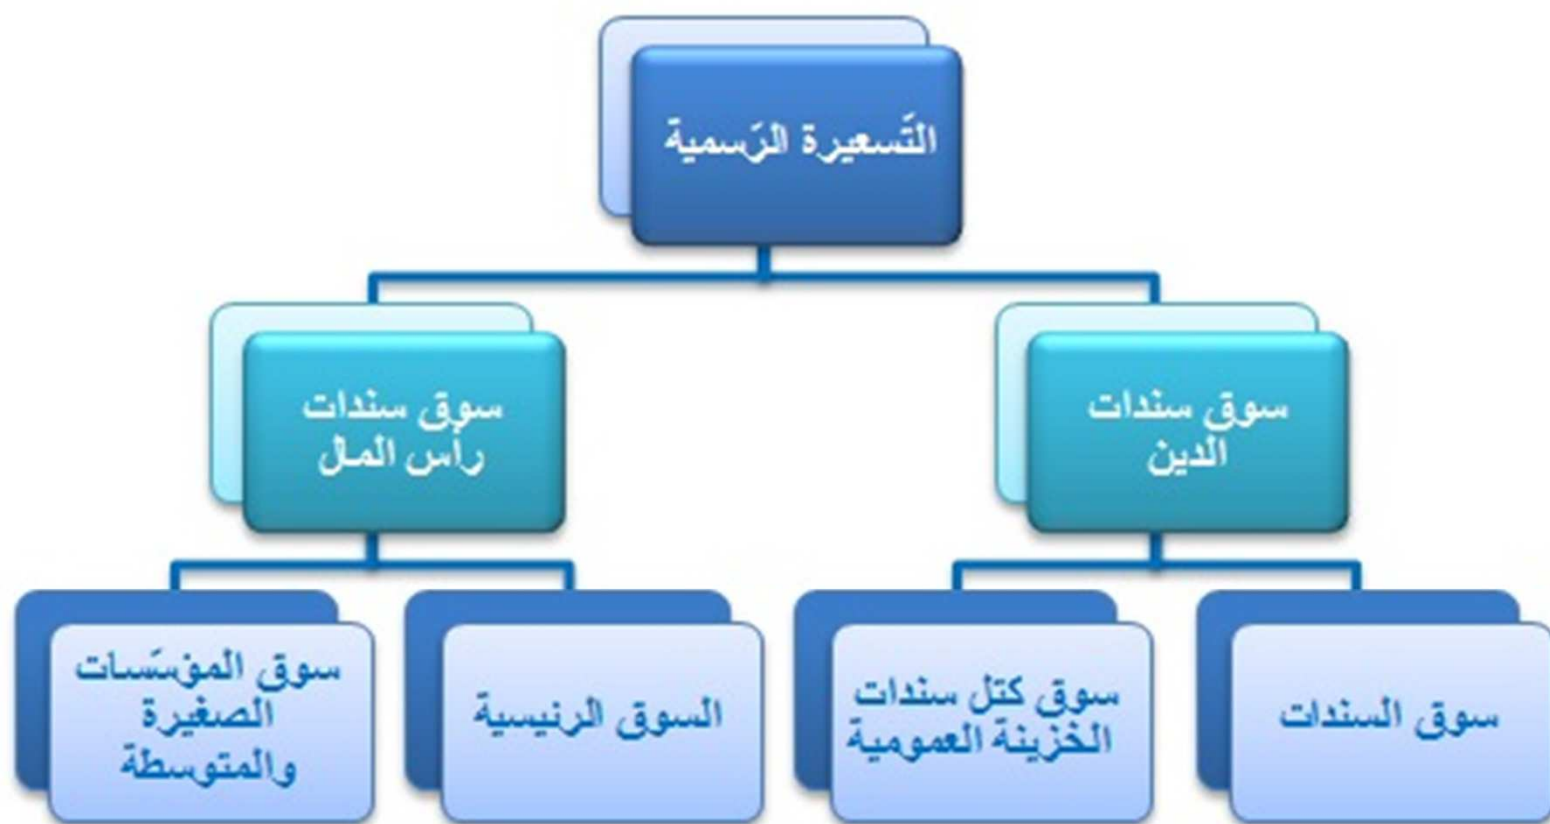 التّسعيرة الرّسمية
سوق سندات
الدين
سوق سندات
رأس المال
سوق السندات
سوق كتل سندات
الخزينة العمومية
السوق الرئيسية
سوق المؤسّسات
الصغيرة
والمتوسطة